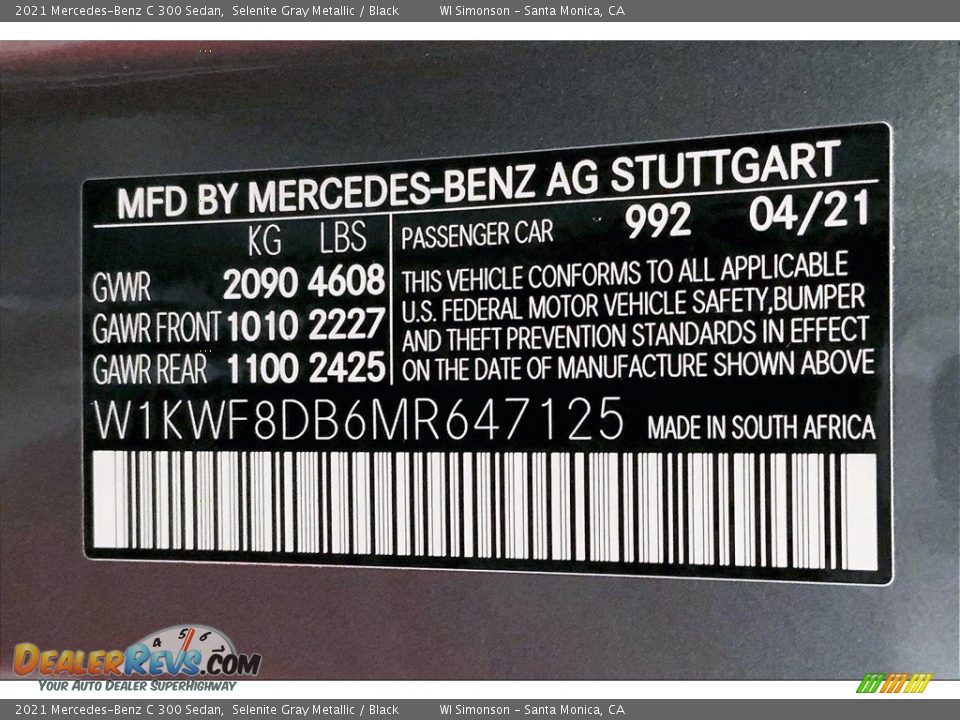 2021 Mercedes-Benz C 300 Sedan,  Selenite Gray Metallic / Black          WI Simonson - Santa Monica, CA
MFD BY MERCEDES-BENZ AG STUTTGART
KG LBS
PASSENGER CAR 992 04/21
GVWR 2090 4608
GAWR FRONT 1010 2227
GAWR REAR 1100 2425
THIS VEHICLE CONFORMS TO ALL APPLICABLE
U.S. FEDERAL MOTOR VEHICLE SAFETY,BUMPER
AND THEFT PREVENTION STANDARDS IN EFFECT
ON THE DATE OF MANUFACTURE SHOWN ABOVE
W1KWF8DB6MR647125 MADE IN SOUTH AFRICA
4 5 6
DEALERREVS.COM
YOUR AUTO DEALER SUPERHIGHWAY
2021 Mercedes-Benz C 300 Sedan,  Selenite Gray Metallic / Black          WI Simonson - Santa Monica, CA